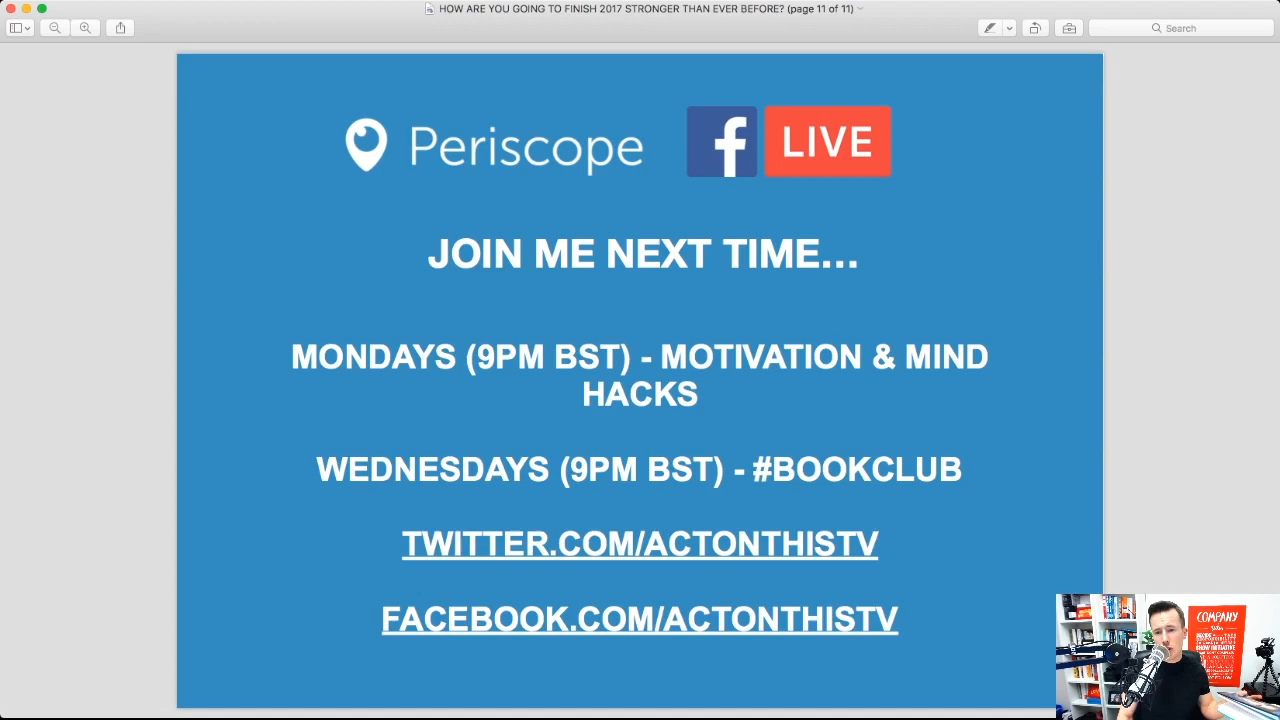 HOW ARE YOU GOING TO FINISH 2017 STRONGER THAN EVER BEFORE? (page 11 of 11)
Search
Periscope
f LIVE
JOIN ME NEXT TIME...
MONDAYS (9PM BST) - MOTIVATION & MIND
HACKS
WEDNESDAYS (9PM BST) - #BOOKCLUB
TWITTER.COM/ACTONTHISTV
FACEBOOK.COM/ACTONTHISTV
COMPANY
SHOW INITIATIVE